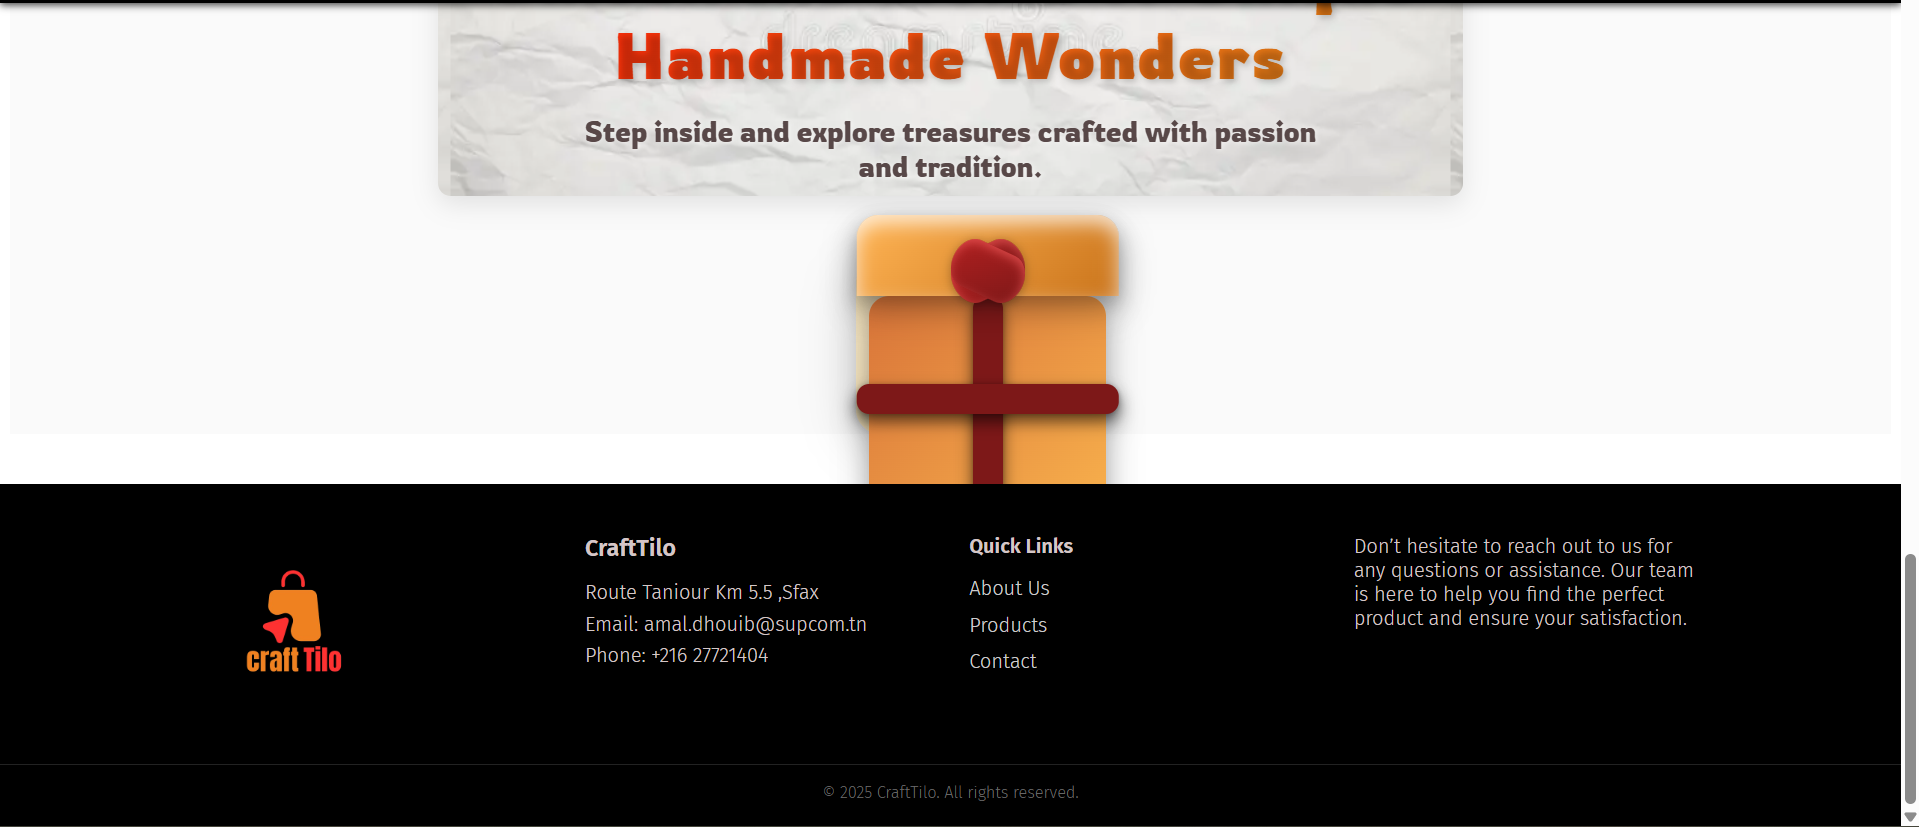 Handmade Wonders
Step inside and explore treasures crafted with passion
and tradition.
craft Tilo
CraftTilo
Route Taniour Km 5.5 ,Sfax
Email: amal.dhouib@supcom.tn
Phone: +216 27721404
Quick Links
About Us
Products
Contact
Don’t hesitate to reach out to us for
any questions or assistance. Our team
is here to help you find the perfect
product and ensure your satisfaction.
© 2025 CraftTilo. All rights reserved.